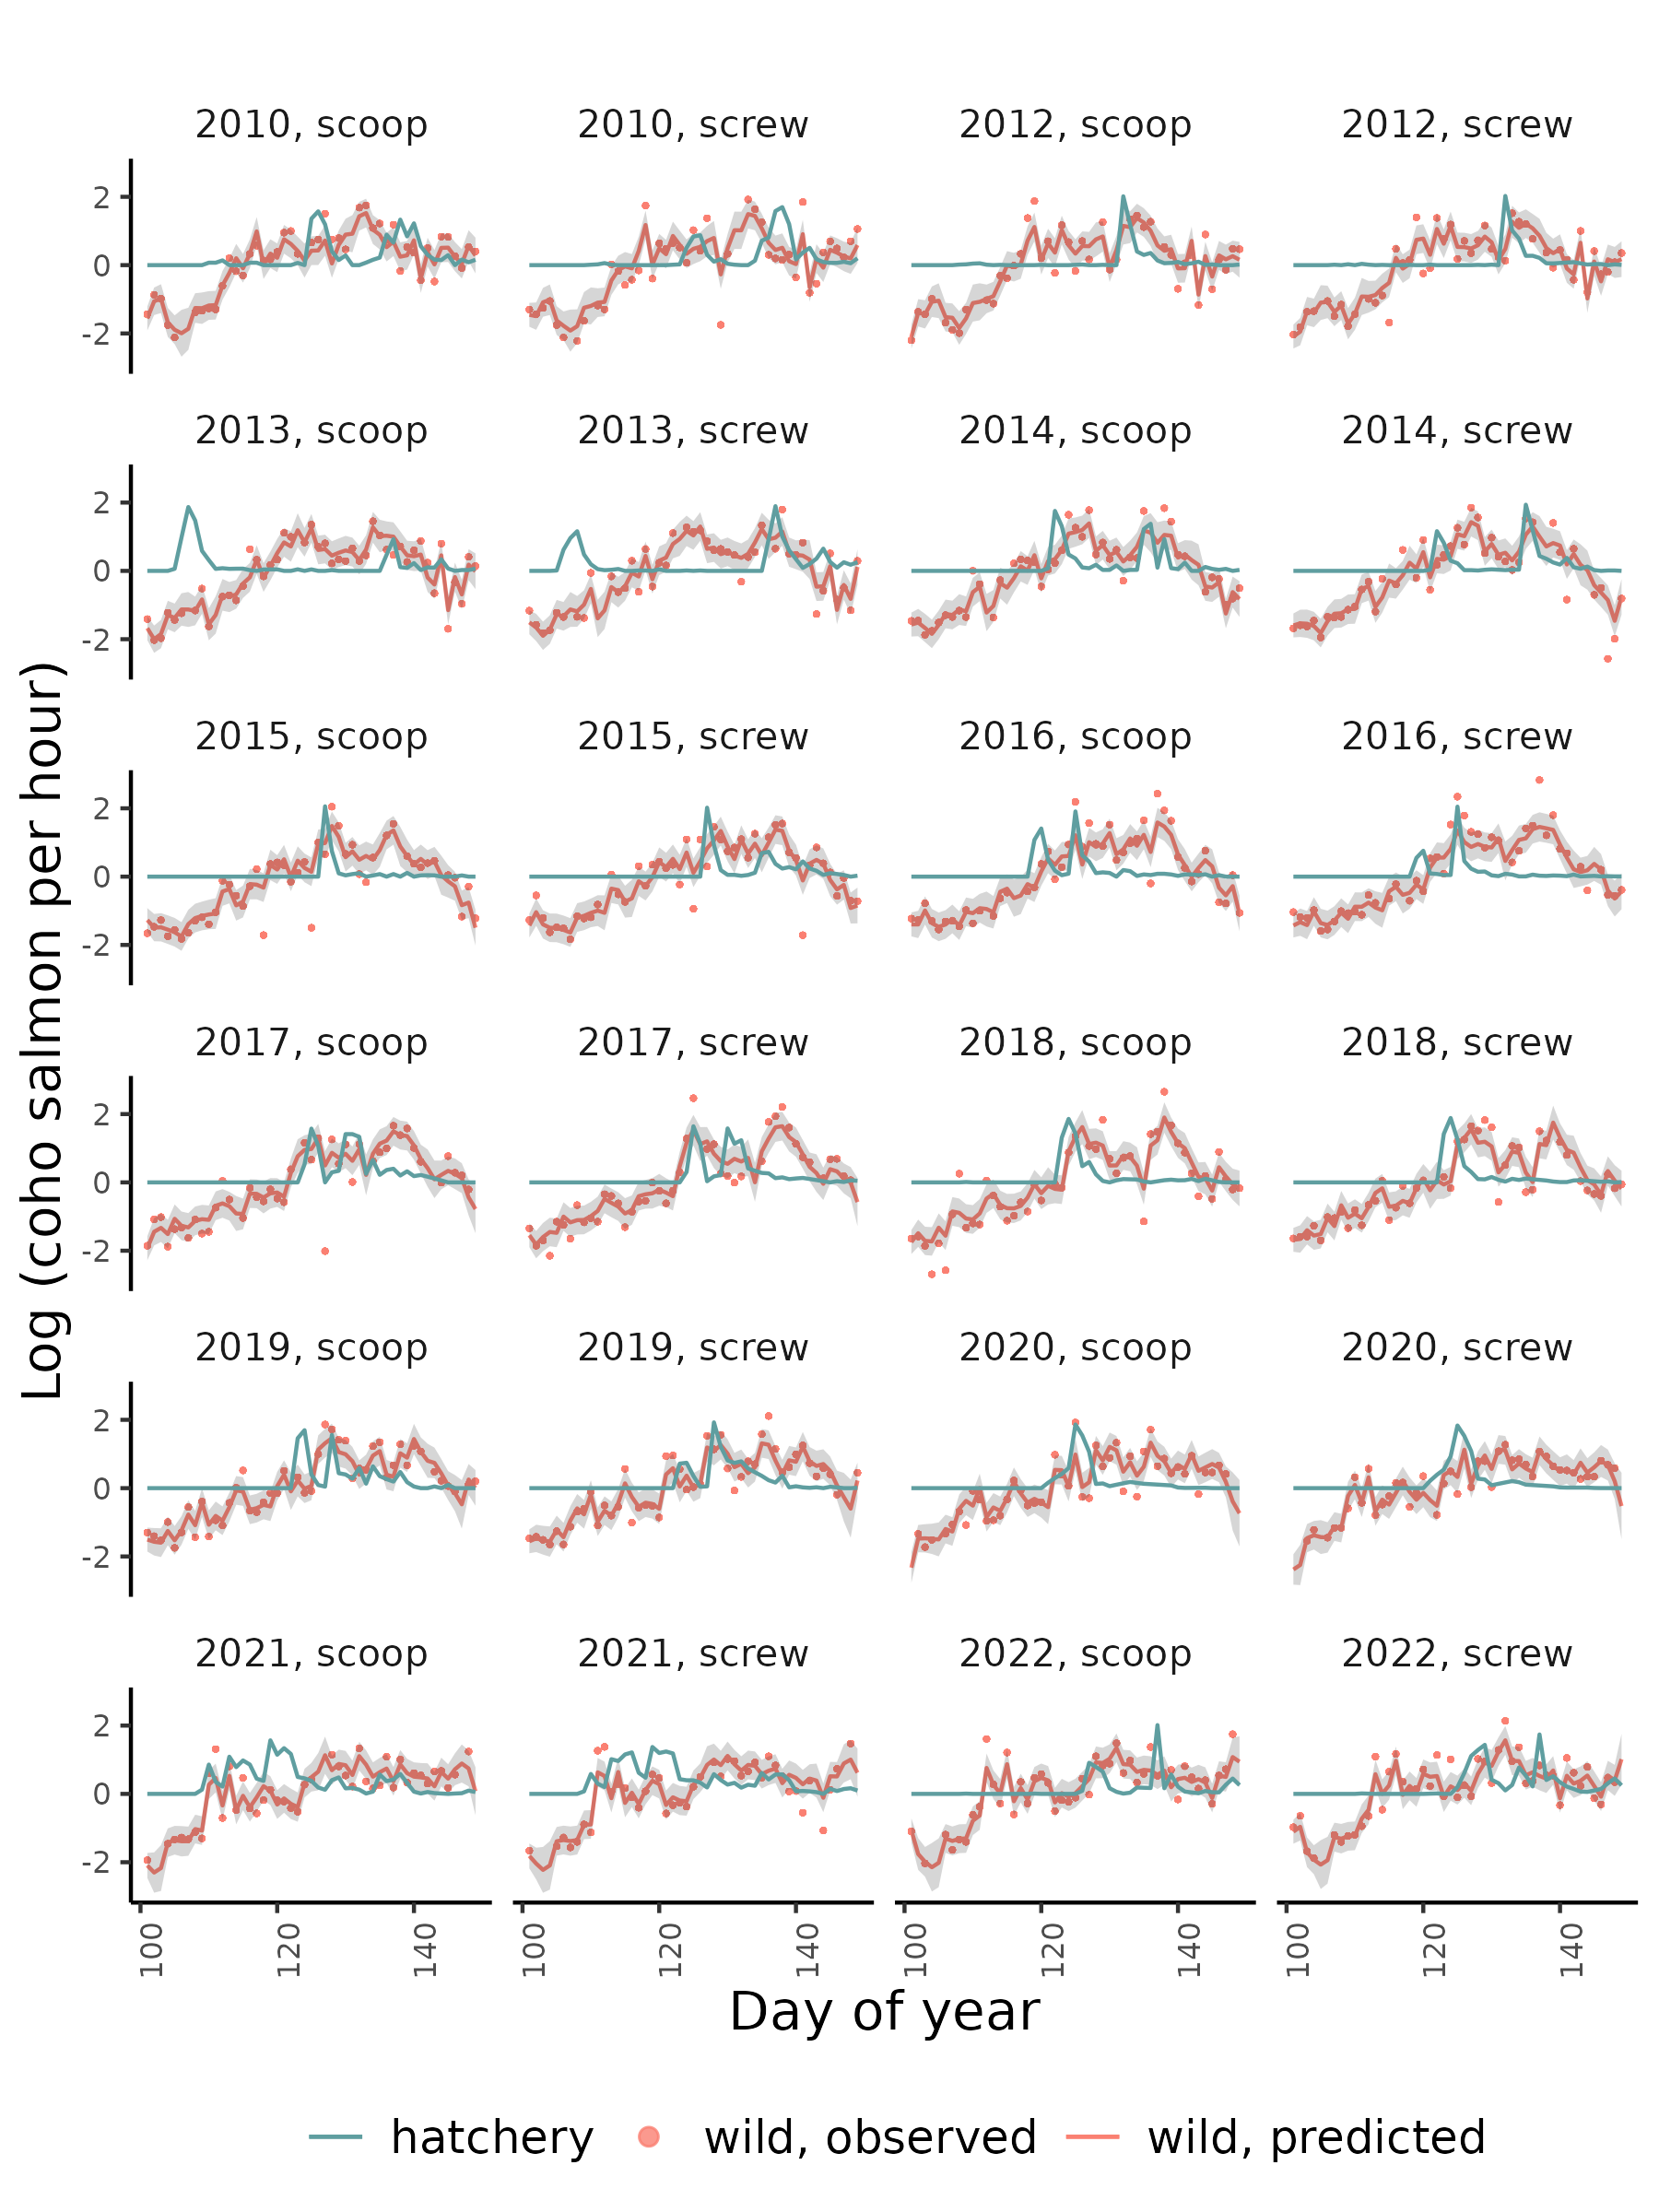 2010, scoop 2010, screw 2012, scoop 2012, screw
2
0
-2
2013, scoop 2013, screw 2014, scoop 2014, screw
2
0
-2
2015, scoop 2015, screw 2016, scoop 2016, screw
2
0
-2
2017, scoop 2017, screw 2018, scoop 2018, screw
2
0
-2
2019, scoop 2019, screw 2020, scoop 2020, screw
2
0
-2
2021, scoop 2021, screw 2022, scoop 2022, screw
2
0
-2
Log (coho salmon per hour)
100 120 140 100 120 140 100 120 140 100 120 140
Day of year
hatchery wild, observed wild, predicted